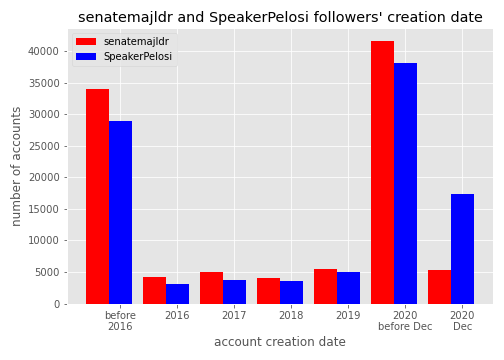 senatemajldr and SpeakerPelosi followers' creation date
senatemajldr
SpeakerPelosi
number of accounts
40000
35000
30000
25000
20000
15000
10000
5000
0
before
2016
2016
2017
2018
2019
2020
before Dec
2020
Dec
account creation date